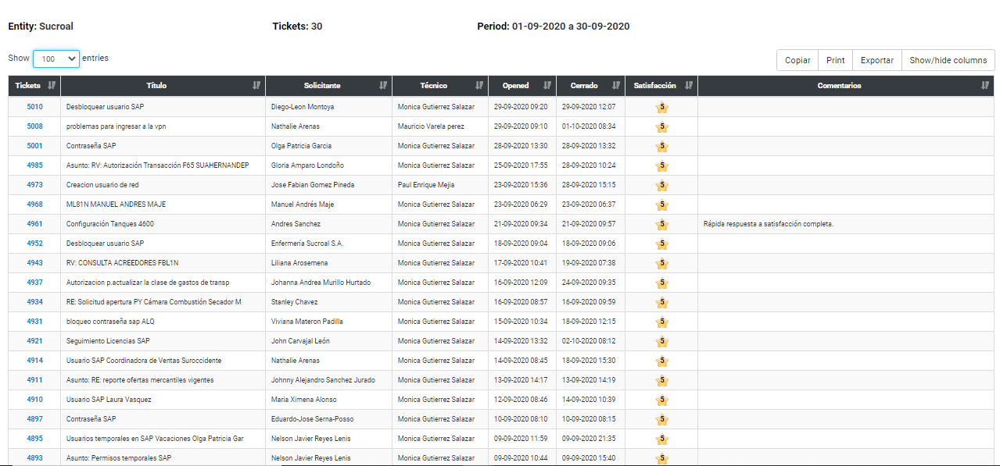 Entity: Sucroal Tickets: 30 Period: 01-09-2020 a 30-09-2020
Show 100 entries Copiar Print Exportar Show/hide columns
Tickets Título Solicitante Técnico Opened Cerrado Satisfacción Comentarios
5010 Desbloquear usuario SAP Diego-Leon Montoya Monica Gutierrez Salazar 29-09-2020 09:20 29-09-2020 12:07 5
5008 problemas para ingresar a la vpn Nathalie Arenas Mauricio Varela perez 29-09-2020 09:10 01-10-2020 08:34 5
5001 Contraseña SAP Olga Patricia Garcia Monica Gutierrez Salazar 28-09-2020 13:30 28-09-2020 13:32 5
4985 Asunto: RV: Autorización Transacción F65 SUAHERNANDEP Gloria Amparo Londoño Monica Gutierrez Salazar 25-09-2020 17:55 28-09-2020 10:24 5
4973 Creacion usuario de red Jose Fabian Gomez Pineda Paul Enrique Mejia 23-09-2020 15:36 28-09-2020 15:15 5
4968 ML81N MANUEL ANDRES MAJE Manuel Andrés Maje Monica Gutierrez Salazar 23-09-2020 06:29 23-09-2020 06:37 5
4961 Configuración Tanques 4600 Andres Sanchez Monica Gutierrez Salazar 21-09-2020 09:34 21-09-2020 09:57 5 Rápida respuesta a satisfacción completa.
4952 Desbloquear usuario SAP Enfermería Sucroal S.A. Monica Gutierrez Salazar 18-09-2020 09:04 18-09-2020 09:06 5
4943 RV: CONSULTA ACREEDORES FBL1N Liliana Arosemena Monica Gutierrez Salazar 17-09-2020 10:41 19-09-2020 07:38 5
4937 Autorizacion p.actualizar la clase de gastos de transp Johanna Andrea Murillo Hurtado Monica Gutierrez Salazar 16-09-2020 12:09 24-09-2020 09:35 5
4934 RE: Solicitud apertura PY Cámara Combustión Secador M Stanley Chavez Monica Gutierrez Salazar 16-09-2020 08:57 16-09-2020 09:59 5
4931 bloqueo contraseña sap ALQ Viviana Materon Padilla Monica Gutierrez Salazar 15-09-2020 10:34 18-09-2020 12:15 5
4921 Seguimiento Licencias SAP John Carvajal León Monica Gutierrez Salazar 14-09-2020 13:32 02-10-2020 08:12 5
4914 Usuario SAP Coordinadora de Ventas Suroccidente Nathalie Arenas Monica Gutierrez Salazar 14-09-2020 08:45 18-09-2020 15:30 5
4911 Asunto: RE: reporte ofertas mercantiles vigentes Johnny Alejandro Sanchez Jurado Monica Gutierrez Salazar 13-09-2020 14:17 13-09-2020 14:19 5
4910 Usuario SAP Laura Vasquez Maria Ximena Alonso Monica Gutierrez Salazar 12-09-2020 08:46 14-09-2020 10:39 5
4897 Contraseña SAP Eduardo-Jose Serna-Posso Monica Gutierrez Salazar 10-09-2020 08:10 10-09-2020 08:15 5
4895 Usuarios temporales en SAP Vacaciones Olga Patricia Gar Nelson Javier Reyes Lenis Monica Gutierrez Salazar 09-09-2020 11:59 09-09-2020 21:35 5
4893 Asunto: Permisos temporales SAP Nelson Javier Reyes Lenis Monica Gutierrez Salazar 09-09-2020 10:44 09-09-2020 15:40 5